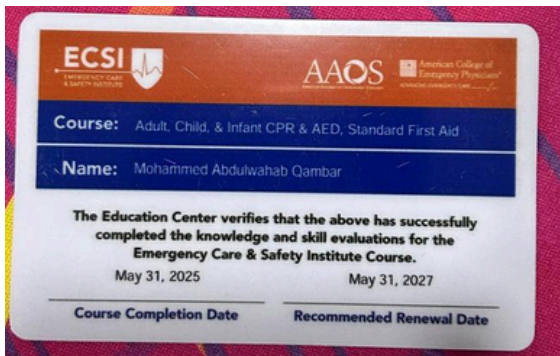 ECSI
EMERGENCY CARE
& SAFETY INSTITUTE
AAOS
American College of
Emergency Physicians®
ADVANCING EMERGENCY CARE
Course: Adult, Child, & Infant CPR & AED, Standard First Aid
Name: Mohammed Abdulwahab Qambar
The Education Center verifies that the above has successfully
completed the knowledge and skill evaluations for the
Emergency Care & Safety Institute Course.
May 31, 2025 May 31, 2027
Course Completion Date Recommended Renewal Date